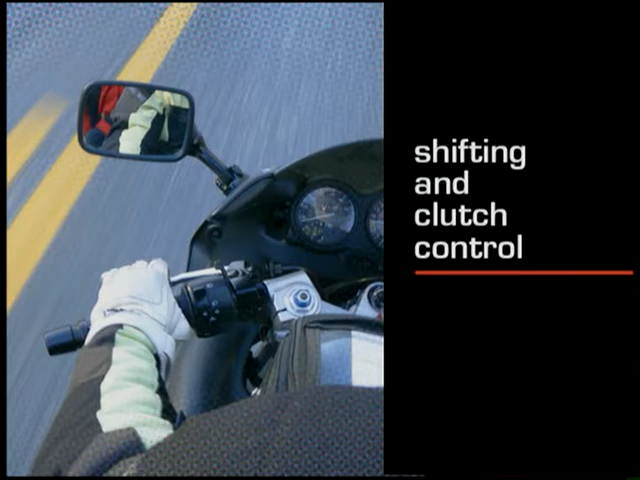 shifting
and
clutch
control